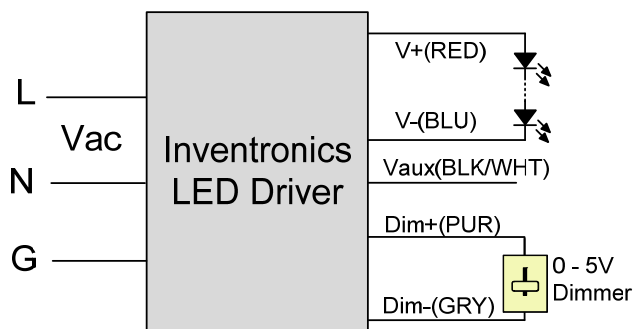 L
Vac
N
G
Inventronics
LED Driver
V+(RED)
V-(BLU)
Vaux(BLK/WHT)
Dim+(PUR)
Dim-(GRY)
0 - 5V
Dimmer